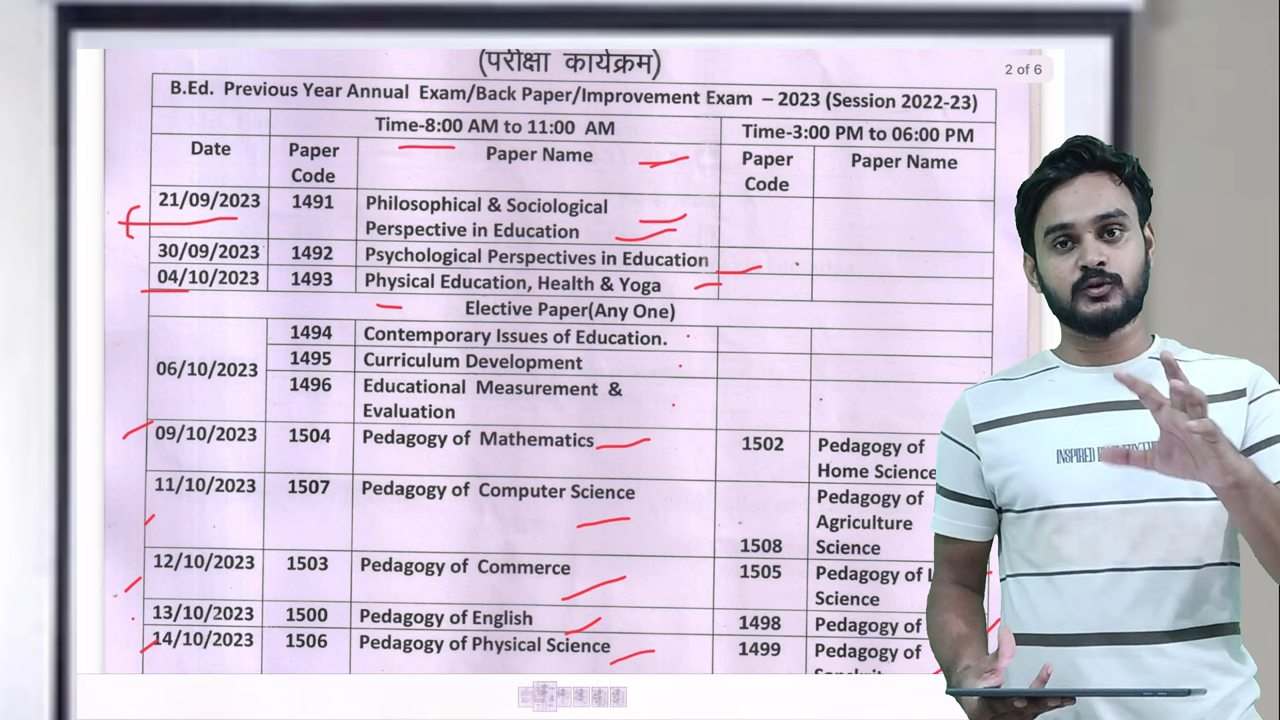 (परीक्षा कार्यक्रम)
2 of 6
B.Ed. Previous Year Annual Exam/Back Paper/Improvement Exam – 2023 (Session 2022-23)
Time-8:00 AM to 11:00 AM Time-3:00 PM to 06:00 PM
Date Paper Code Paper Name Paper Code Paper Name
21/09/2023 1491 Philosophical & Sociological
Perspective in Education
30/09/2023 1492 Psychological Perspectives in Education
04/10/2023 1493 Physical Education, Health & Yoga
Elective Paper(Any One)
06/10/2023
1494 Contemporary Issues of Education.
1495 Curriculum Development
1496 Educational Measurement &
Evaluation
09/10/2023 1504 Pedagogy of Mathematics 1502 Pedagogy of
Home Science
11/10/2023 1507 Pedagogy of Computer Science Pedagogy of
Agriculture
1508 Science
12/10/2023 1503 Pedagogy of Commerce 1505 Pedagogy of
Science
13/10/2023 1500 Pedagogy of English 1498 Pedagogy of
14/10/2023 1506 Pedagogy of Physical Science 1499 Pedagogy of
INSPIRED